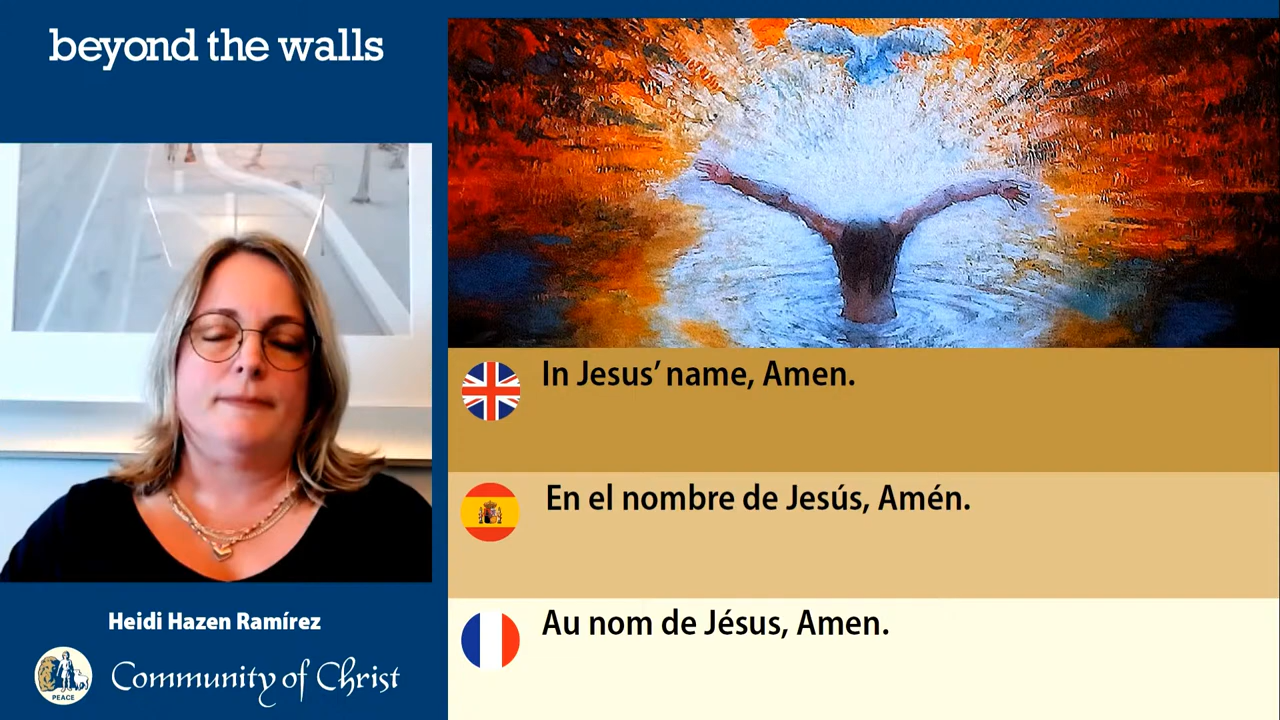 beyond the walls
In Jesus’ name, Amen.
En el nombre de Jesús, Amén.
Au nom de Jésus, Amen.
Heidi Hazen Ramírez
PEACE
Community of Christ